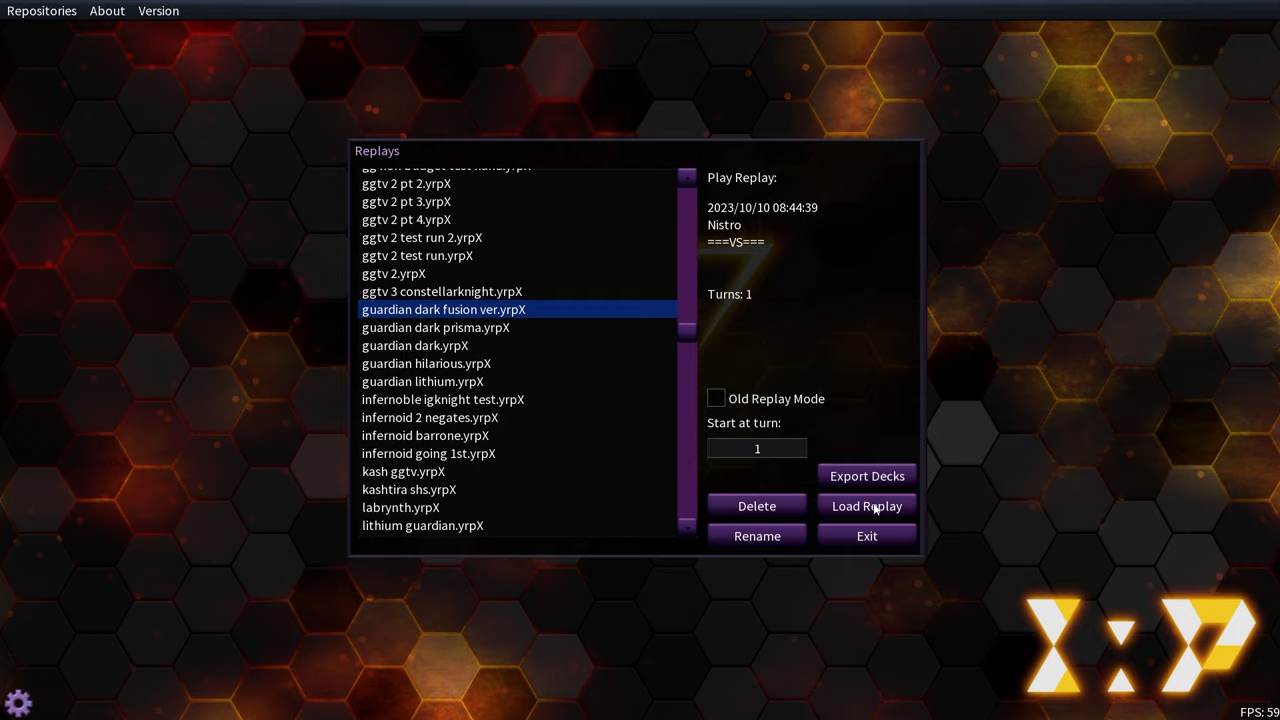 Repositories About Version
Replays
ggtv 2 pt 2.yrpX
ggtv 2 pt 3.yrpX
ggtv 2 pt 4.yrpX
ggtv 2 test run 2.yrpX
ggtv 2 test run.yrpX
ggtv 2.yrpX
ggtv 3 constellarknight.yrpX
guardian dark fusion ver.yrpX
guardian dark prisma.yrpX
guardian dark.yrpX
guardian hilarious.yrpX
guardian lithium.yrpX
infernoble igknight test.yrpX
infernoid 2 negates.yrpX
infernoid barrone.yrpX
infernoid going 1st.yrpX
kash ggtv.yrpX
kashtira shs.yrpX
labrynth.yrpX
lithium guardian.yrpX
Play Replay:
2023/10/10 08:44:39
Nistro
===VS===
Turns: 1
Old Replay Mode
Start at turn:
1
Export Decks
Delete Load Replay
Rename Exit
X:P
FPS: 59